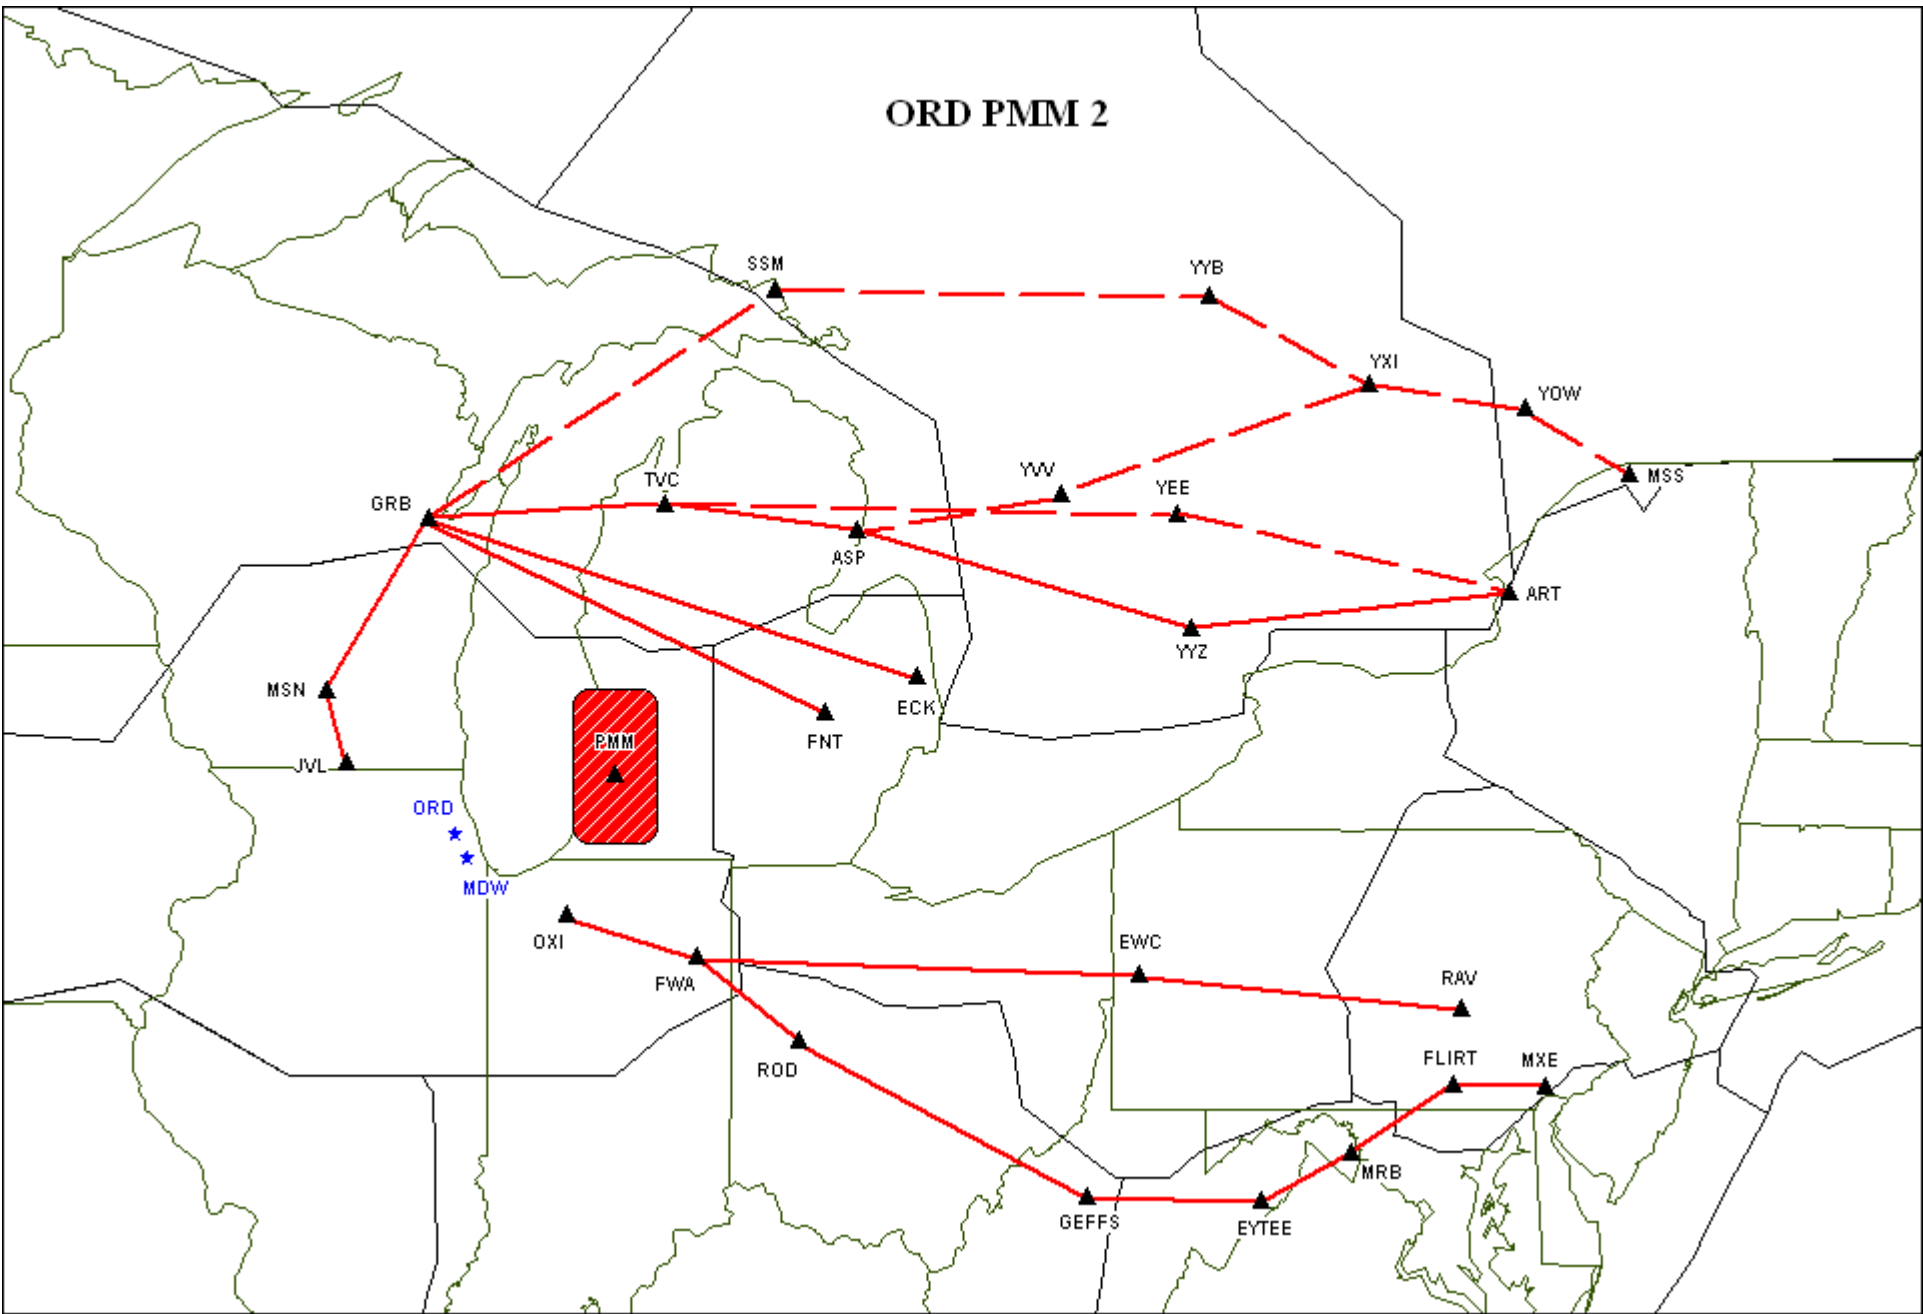 ORD PMM 2
SSM
YYB
YXI
YOW
MSS
YVV
YEE
TVC
GRB
ASP
ART
YYZ
MSN
ECK
FNT
PMM
JVL
ORD
MDW
OXI
FWA
EWC
RAV
ROD
FLIRT
MXE
MRB
GEFFS
EYTEE